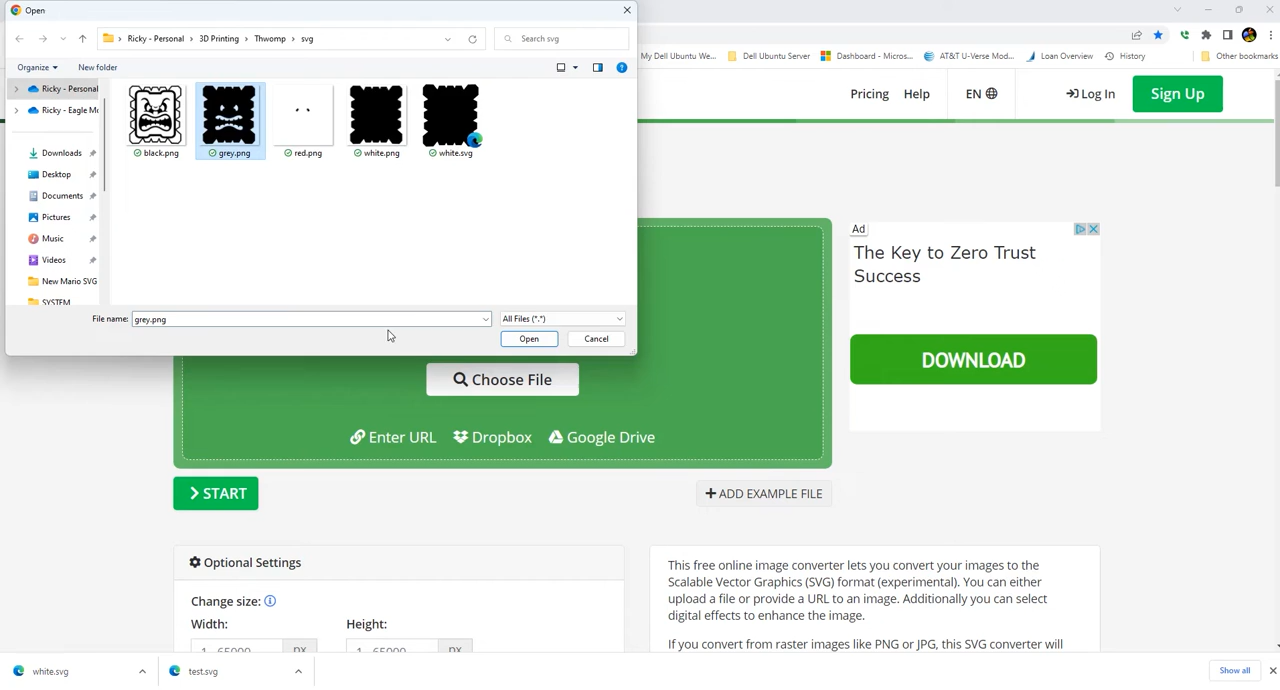 Open
Ricky - Personal > 3D Printing > Thwomp > svg
Search svg
Organize
New folder
My Dell Ubuntu We...
Dell Ubuntu Server
Dashboard - Micros...
AT&T U-Verse Mod...
Loan Overview
History
Other bookmarks
Ricky - Personal
Ricky - Eagle Mo
Downloads
Desktop
Documents
Pictures
Music
Videos
New Mario SVG
SYSTEM
black.png
grey.png
red.png
white.png
white.svg
File name:
grey.png
All Files (*.*)
Open
Cancel
Pricing
Help
EN
Log In
Sign Up
Ad
The Key to Zero Trust
Success
DOWNLOAD
Choose File
Enter URL
Dropbox
Google Drive
START
ADD EXAMPLE FILE
Optional Settings
Change size:
Width:
Height:
1 - 65000
px
1 - 65000
px
This free online image converter lets you convert your images to the
Scalable Vector Graphics (SVG) format (experimental). You can either
upload a file or provide a URL to an image. Additionally you can select
digital effects to enhance the image.
If you convert from raster images like PNG or JPG, this SVG converter will
white.svg
test.svg
Show all